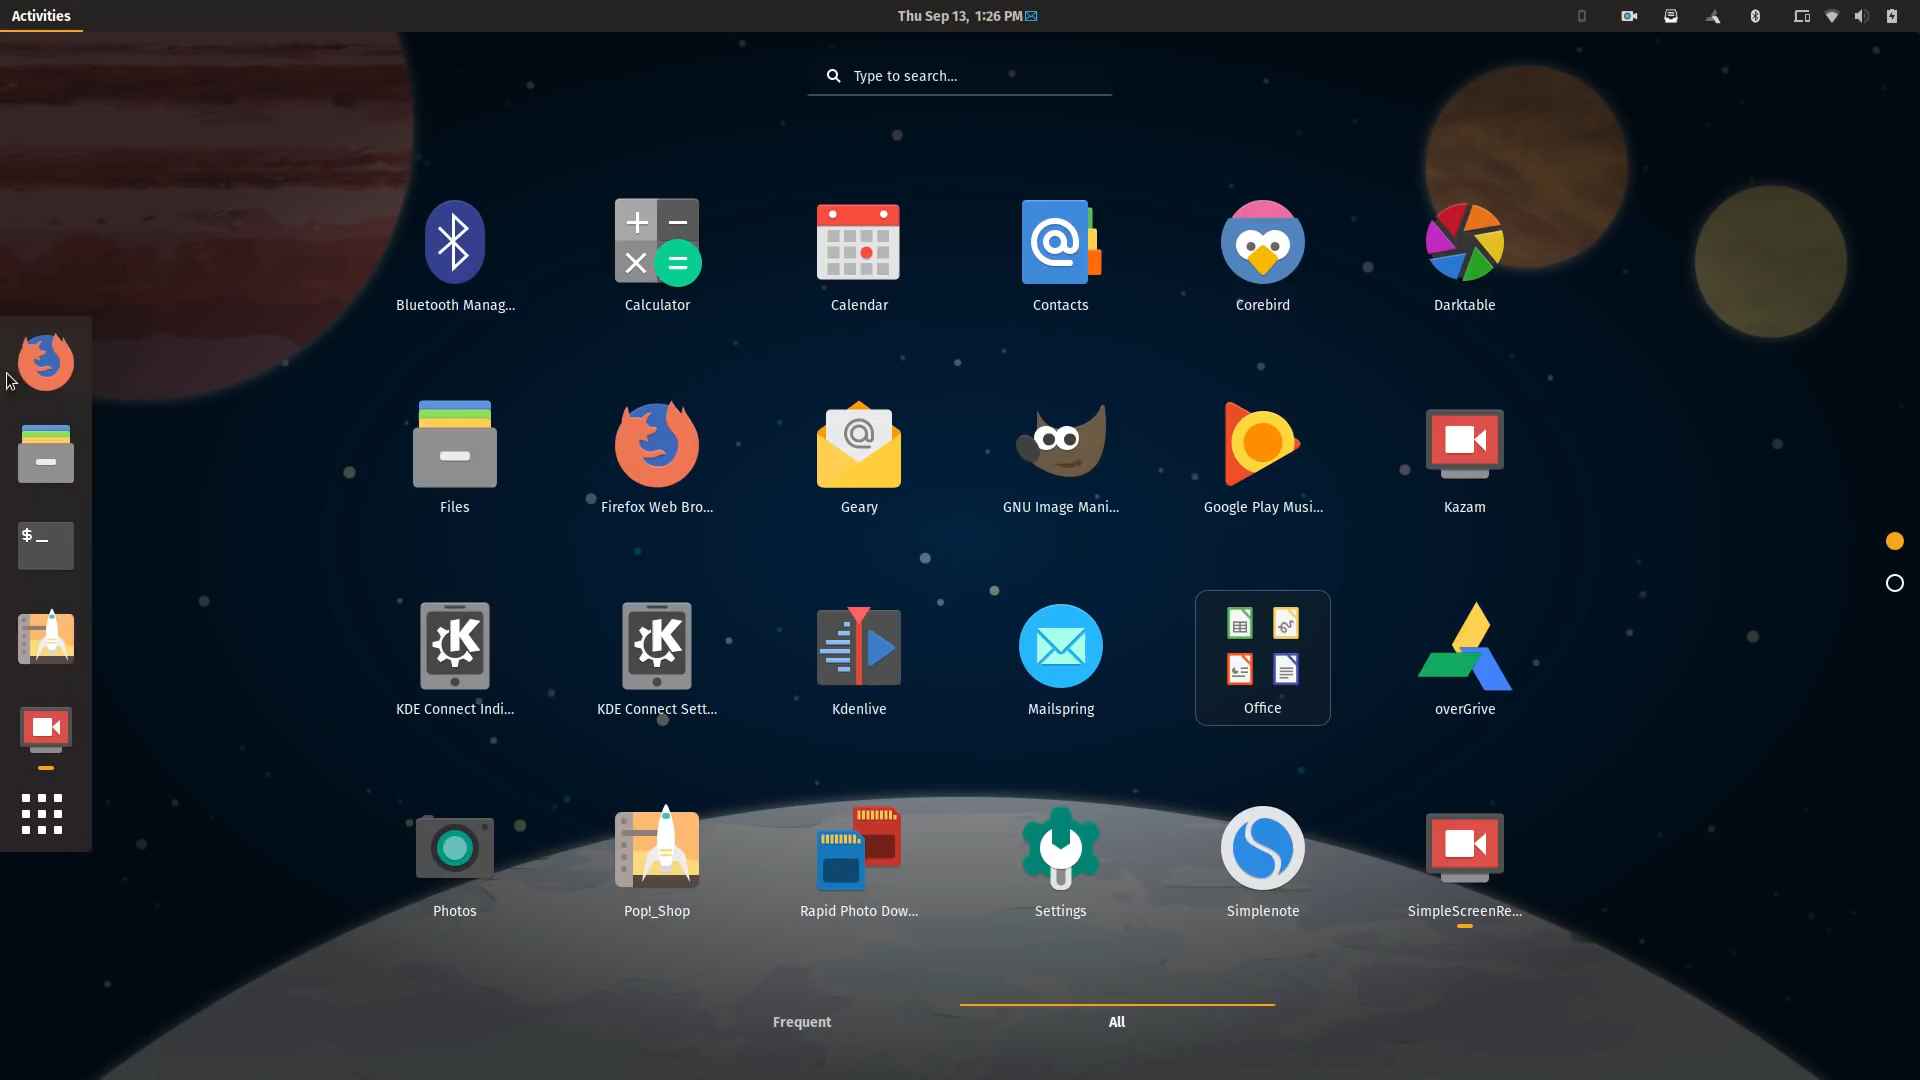 Activities
Thu Sep 13, 1:26 PM
Type to search...
Bluetooth Manag...
Calculator
Calendar
Contacts
Corebird
Darktable
Files
Firefox Web Bro...
Geary
GNU Image Mani...
Google Play Musi...
Kazam
$_
KDE Connect Indi...
KDE Connect Sett...
Kdenlive
Mailspring
Office
overGrive
Photos
Pop!_Shop
Rapid Photo Dow...
Settings
Simplenote
SimpleScreenRe...
Frequent
All